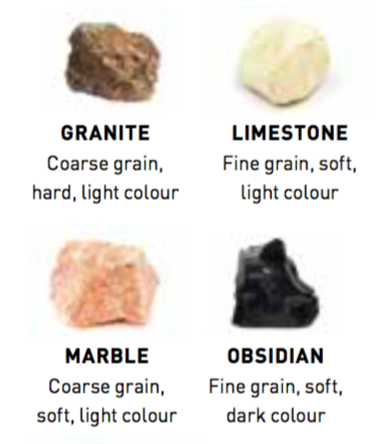 GRANITE
Coarse grain,
hard, light colour
LIMESTONE
Fine grain, soft,
light colour
MARBLE
Coarse grain,
soft, light colour
OBSIDIAN
Fine grain, soft,
dark colour